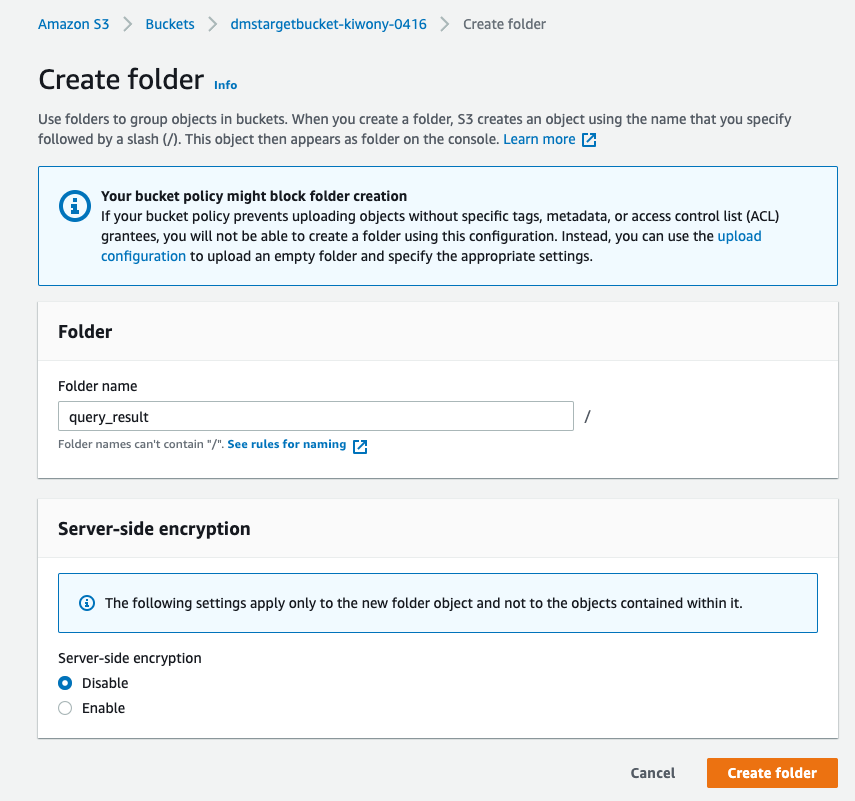 Amazon S3 > Buckets > dmstargetbucket-kiwony-0416 > Create folder
Create folder Info
Use folders to group objects in buckets. When you create a folder, S3 creates an object using the name that you specify
followed by a slash (/). This object then appears as folder on the console. Learn more
Your bucket policy might block folder creation
If your bucket policy prevents uploading objects without specific tags, metadata, or access control list (ACL)
grantees, you will not be able to create a folder using this configuration. Instead, you can use the upload
configuration to upload an empty folder and specify the appropriate settings.
Folder
Folder name
query_result /
Folder names can't contain "/". See rules for naming
Server-side encryption
The following settings apply only to the new folder object and not to the objects contained within it.
Server-side encryption
Disable
Enable
Cancel Create folder